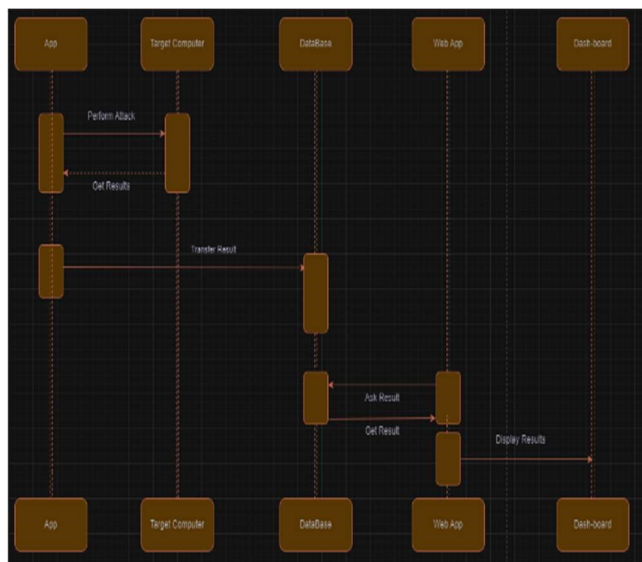 App
Target Computer
DataBase
Web App
Dash-board
Perform Attack
Get Results
Transfer Result
Ask Result
Get Result
Display Results
App
Target Computer
DataBase
Web App
Dash-board